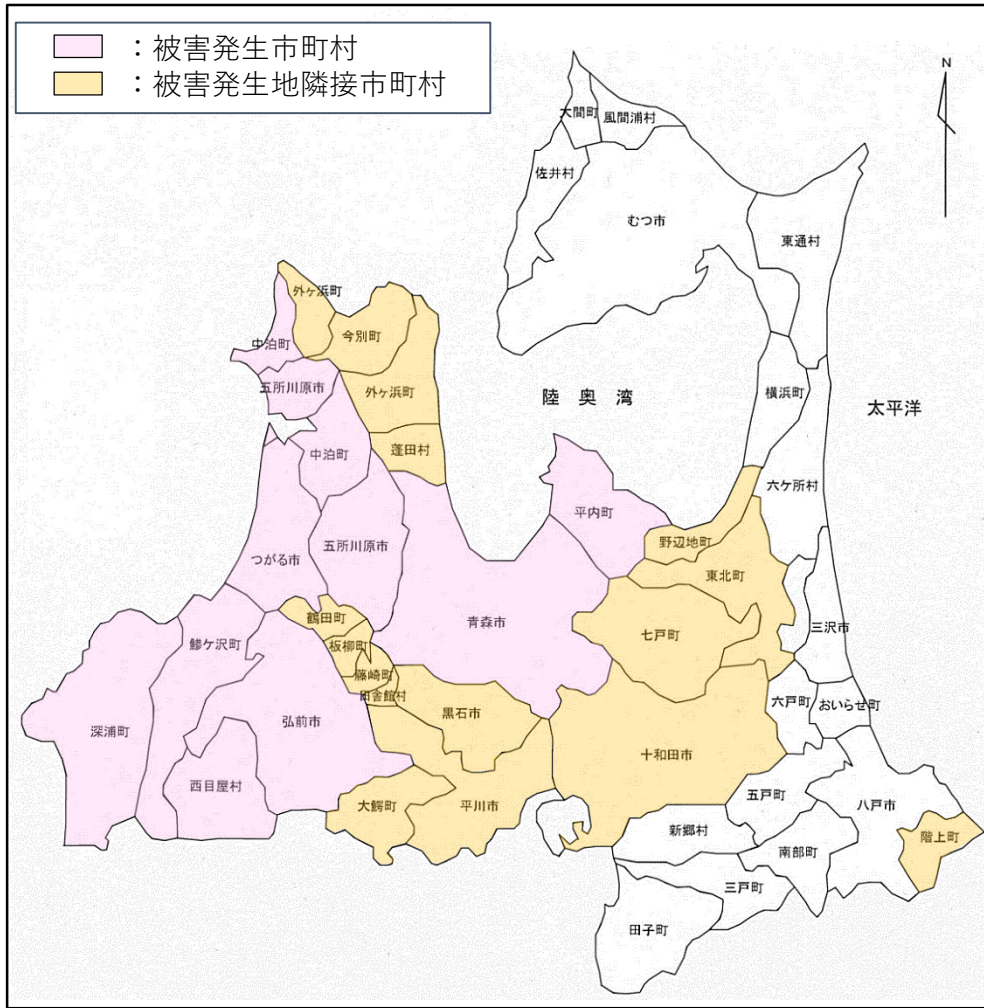 ：被害発生市町村
：被害発生地隣接市町村
N
大間町
風間浦村
佐井村
むつ市
東通村
外ヶ浜町
今別町
中泊町
五所川原市
外ヶ浜町
横浜町
陸奥湾
太平洋
中泊町
蓬田村
六ケ所村
平内町
野辺地町
五所川原市
つがる市
東北町
鶴田町
青森市
七戸町
三沢市
鰺ケ沢町
板柳町
藤崎町
田舎館村
六戸町
おいらせ町
黒石市
弘前市
深浦町
十和田市
西目屋村
五戸町
大鰐町
平川市
八戸市
新郷村
階上町
南部町
三戸町
田子町